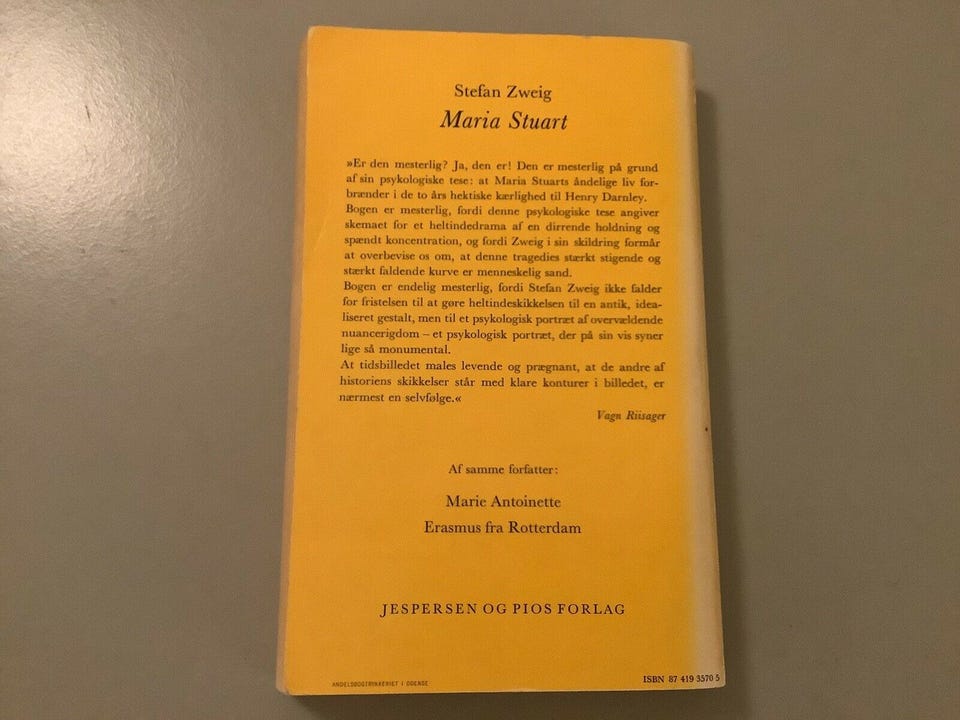 Stefan Zweig
Maria Stuart
»Er den mesterlig? Ja, den er! Den er mesterlig på grund
af sin psykologiske tese: at Maria Stuarts åndelige liv for-
brænder i de to års hektiske kærlighed til Henry Darnley.
Bogen er mesterlig, fordi denne psykologiske tese angiver
skemaet for et heltindedrama af en dirrende holdning og
spændt koncentration, og fordi Zweig i sin skildring formår
at overbevise os om, at denne tragedies stærkt stigende og
stærkt faldende kurve er menneskelig sand.
Bogen er endelig mesterlig, fordi Stefan Zweig ikke falder
for fristelsen til at gøre heltindeskikkelsen til en antik, idea-
liseret gestalt, men til et psykologisk portræt af overvældende
nuancerigdom – et psykologisk portræt, der på sin vis syner
lige så monumental.
At tidsbilledet males levende og prægnant, at de andre af
historiens skikkelser står med klare konturer i billedet, er
nærmest en selvfølge.«
Vagn Riisager
Af samme forfatter:
Marie Antoinette
Erasmus fra Rotterdam
JESPERSEN OG PIOS FORLAG
ANDELSBOGTRYKKERIET I ODENSE
ISBN 87 419 3570 5